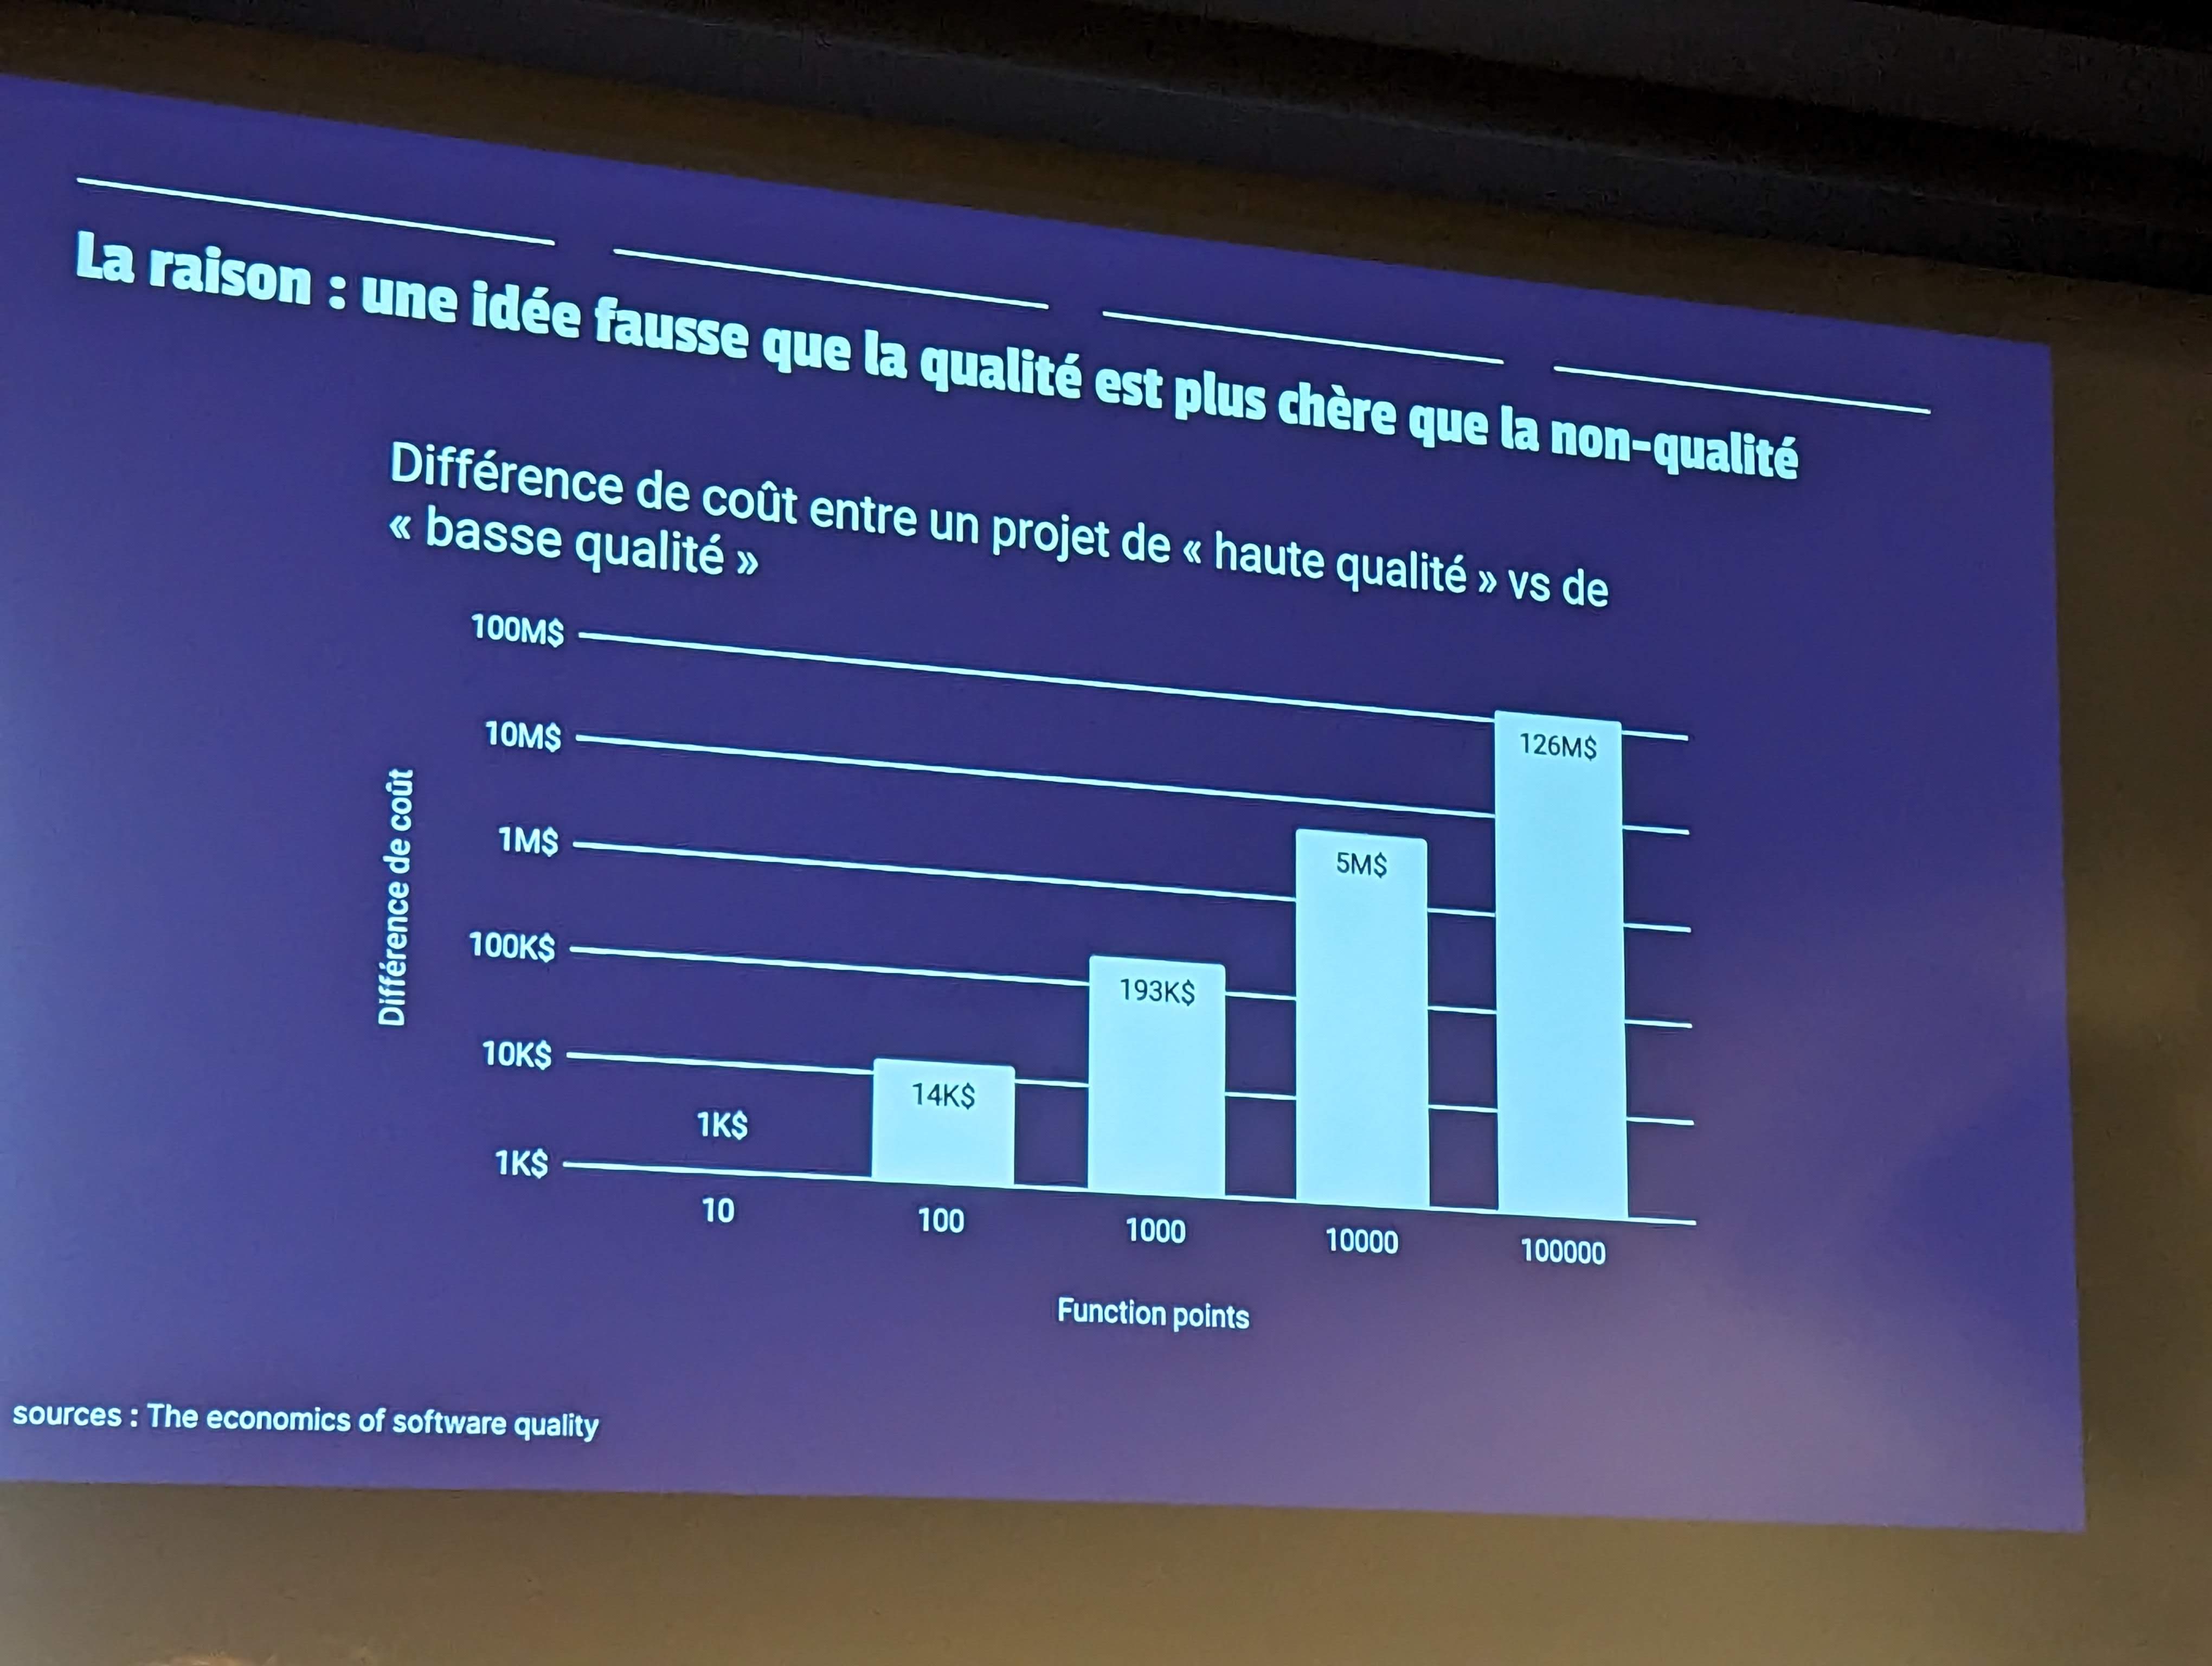 La raison : une idée fausse que la qualité est plus chère que la non-qualité
Différence de coût entre un projet de « haute qualité » vs de
« basse qualité »
100M$
10M$
1M$
100K$
10K$
1K$
Différence de coût
1K$
14K$
193K$
5M$
126M$
10
100
1000
10000
100000
Function points
sources : The economics of software quality